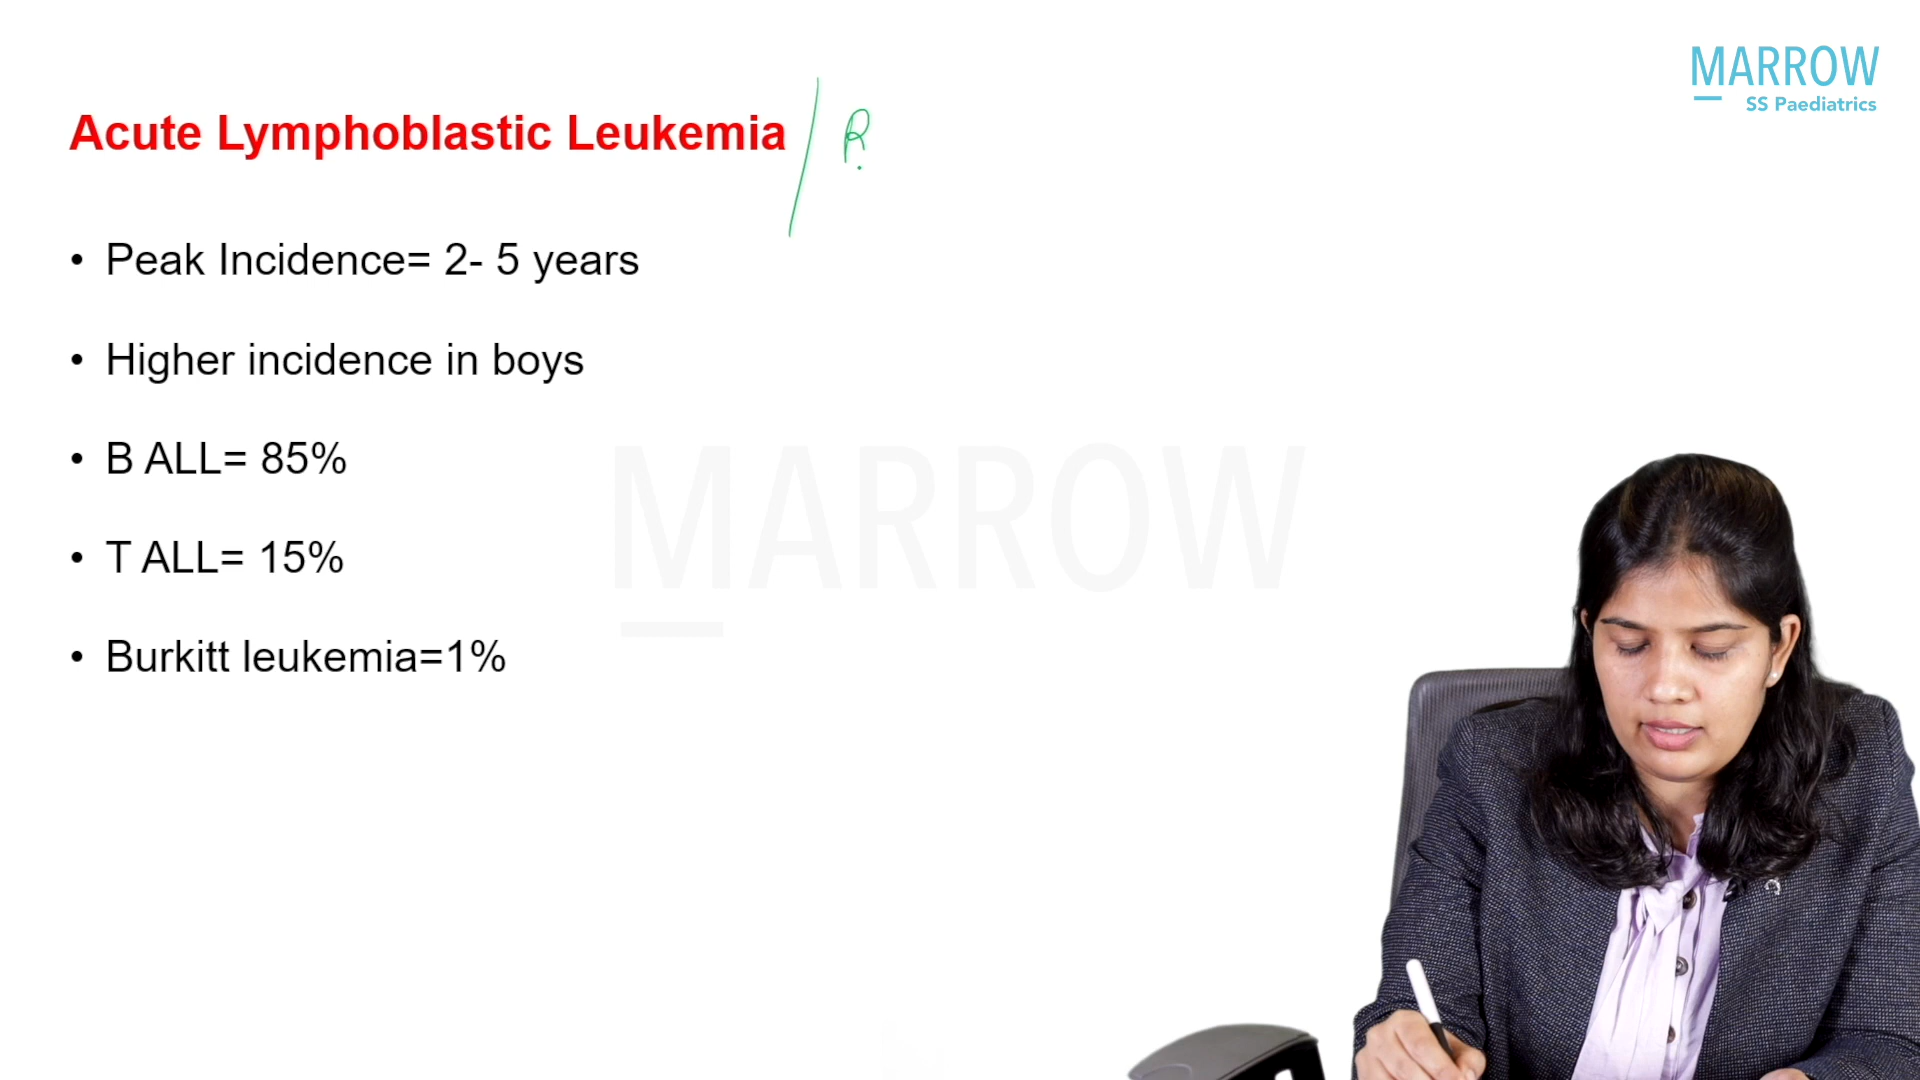 MARROW
SS Paediatrics
Acute Lymphoblastic Leukemia / R.
• Peak Incidence= 2- 5 years
• Higher incidence in boys
• B ALL= 85%
• T ALL= 15%
• Burkitt leukemia=1%
MARROW